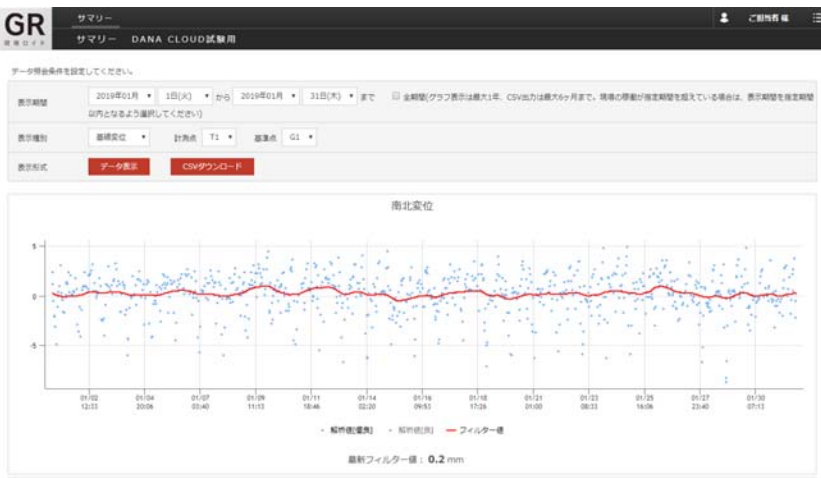 GR
現場ロイド
サマリー
ご担当者 様
サマリー DANA CLOUD試験用
データ照会条件を設定してください。
表示期間
2019年01月 1日(火) から 2019年01月 31日(木) まで
全期間(グラフ表示は最大1年、CSV出力は最大6ヶ月まで。現場の稼働が指定期間を超えている場合は、表示期間を指定期間
以内となるよう選択してください)
表示種別
基礎変位 計測点 T1 基準点 G1
表示形式
データ表示 CSVダウンロード
南北変位
5
0
-5
01/02 01/04 01/07 01/09 01/11 01/14 01/16 01/18 01/21 01/23 01/25 01/27 01/30
12:33 20:06 03:40 11:13 18:46 02:20 09:53 17:26 01:00 08:33 16:06 23:40 07:13
解析値[優良] 解析値[良] フィルター値
最新フィルター値： 0.2 mm